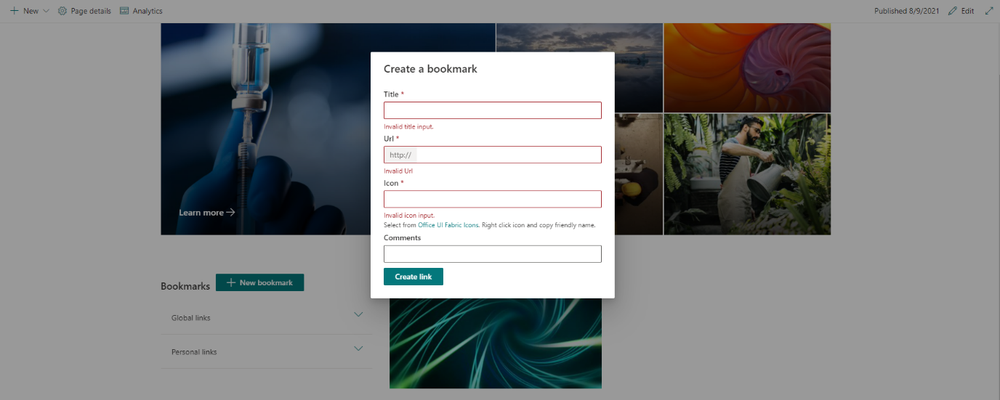 New
Page details
Analytics
Published 8/9/2021
Edit
Learn more
Create a bookmark
Title *
Invalid title input.
Url *
http://
Invalid Url
Icon *
Invalid icon input.
Select from Office UI Fabric Icons. Right click icon and copy friendly name.
Comments
Create link
Bookmarks
New bookmark
Global links
Personal links